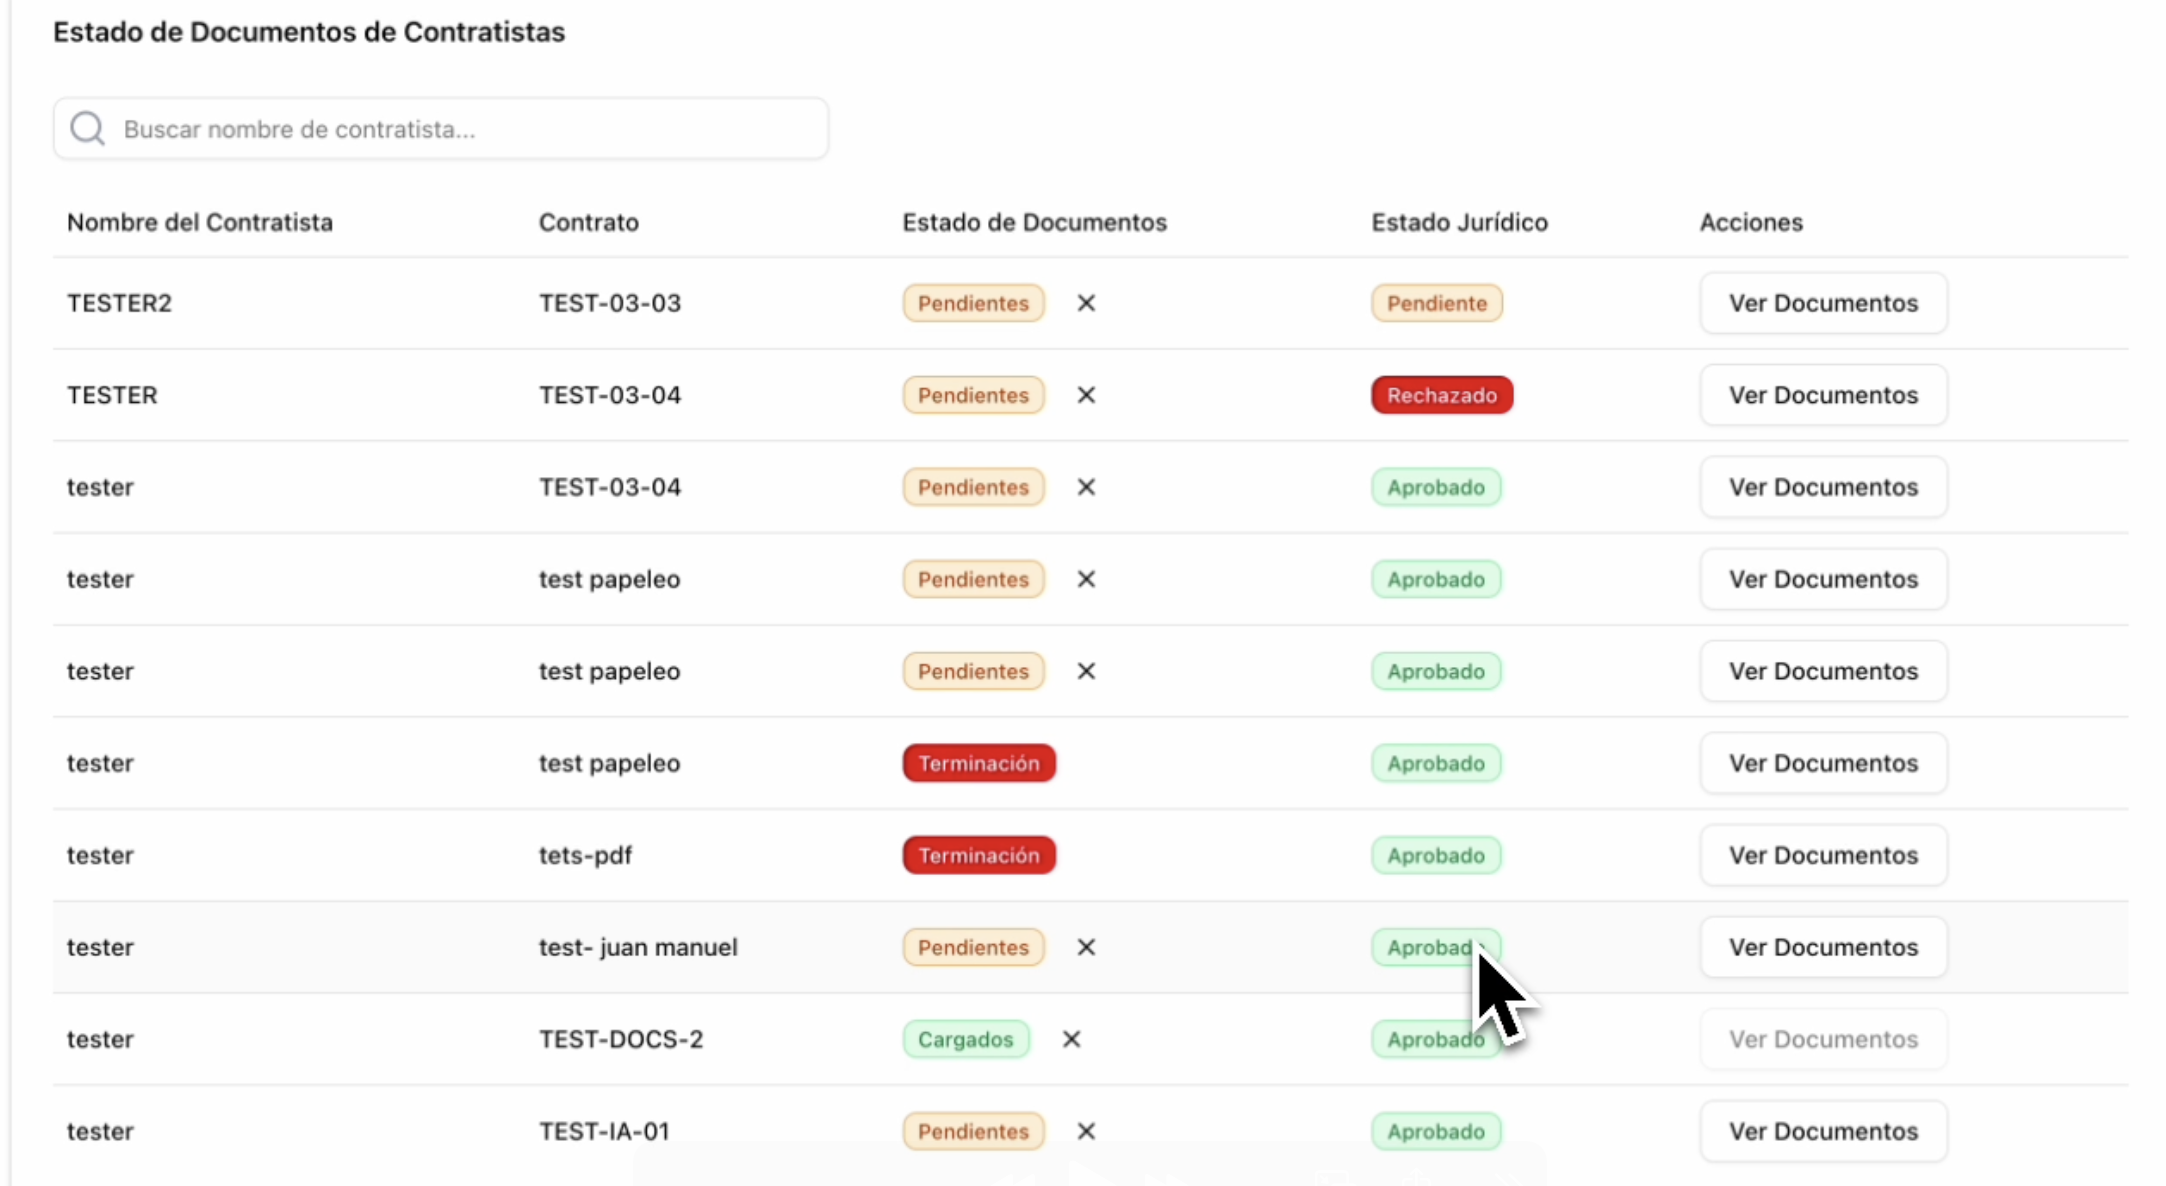 Estado de Documentos de Contratistas
Buscar nombre de contratista...
Nombre del Contratista Contrato Estado de Documentos Estado Jurídico Acciones
TESTER2 TEST-03-03 Pendientes Pendiente Ver Documentos
TESTER TEST-03-04 Pendientes Rechazado Ver Documentos
tester TEST-03-04 Pendientes Aprobado Ver Documentos
tester test papeleo Pendientes Aprobado Ver Documentos
tester test papeleo Pendientes Aprobado Ver Documentos
tester test papeleo Terminación Aprobado Ver Documentos
tester tets-pdf Terminación Aprobado Ver Documentos
tester test- juan manuel Pendientes Aprobado Ver Documentos
tester TEST-DOCS-2 Cargados Aprobado Ver Documentos
tester TEST-IA-01 Pendientes Aprobado Ver Documentos